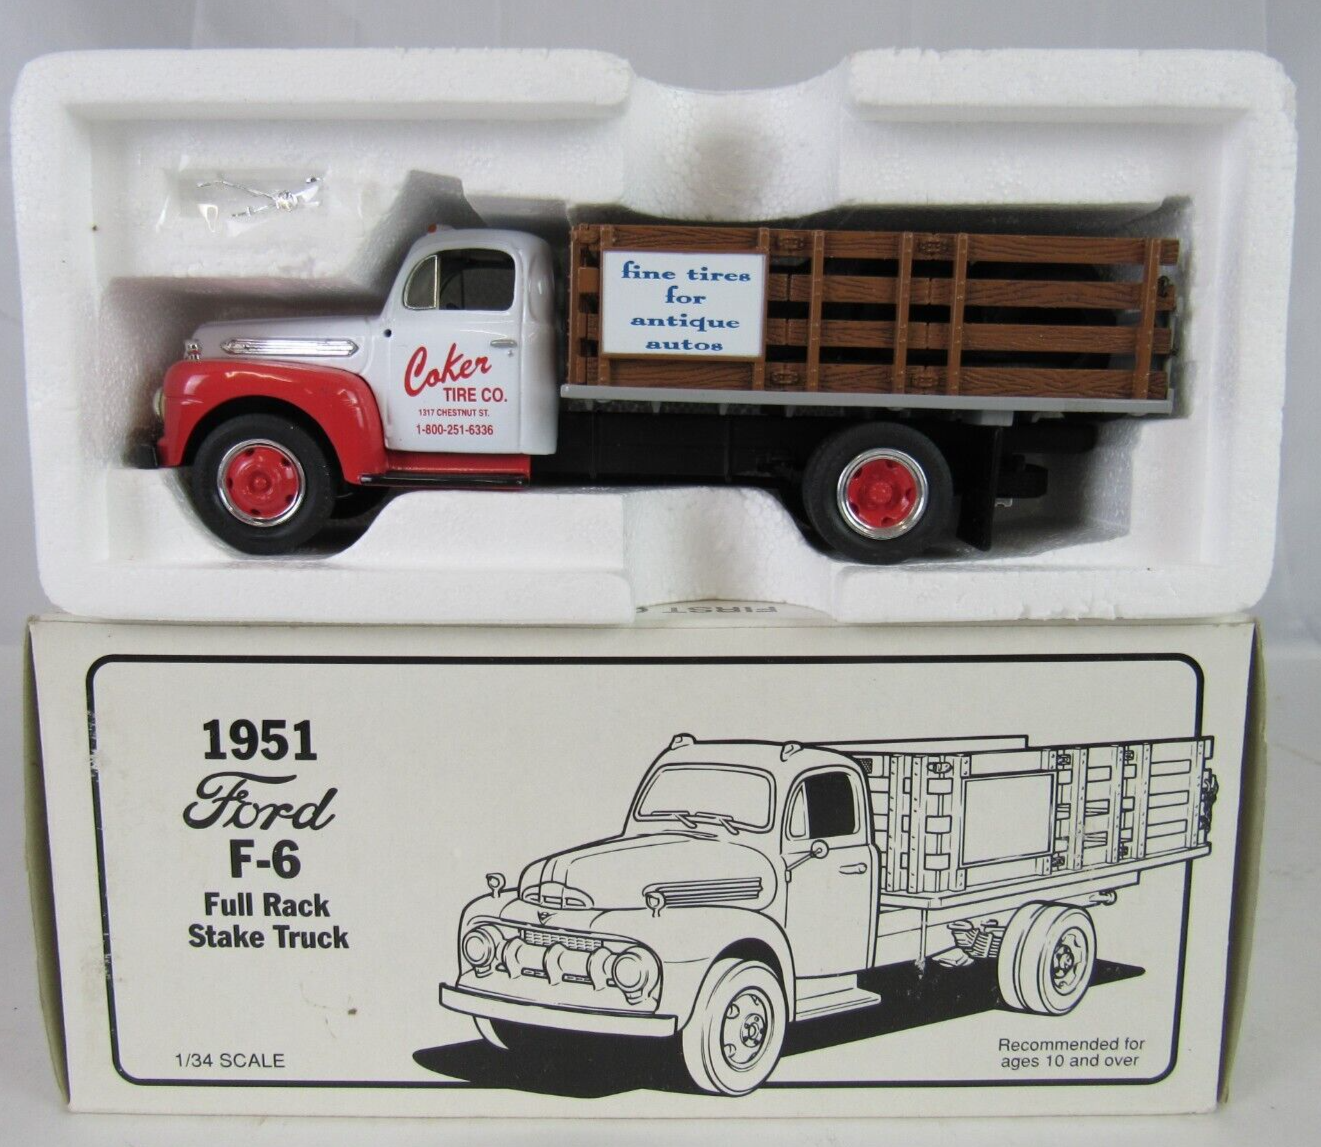 fine tires
for
antique
autos
Coker
TIRE CO.
1317 CHESTNUT ST.
1-800-251-6336
FIRST
1951
Ford
F-6
Full Rack
Stake Truck
1/34 SCALE
Recommended for
ages 10 and over